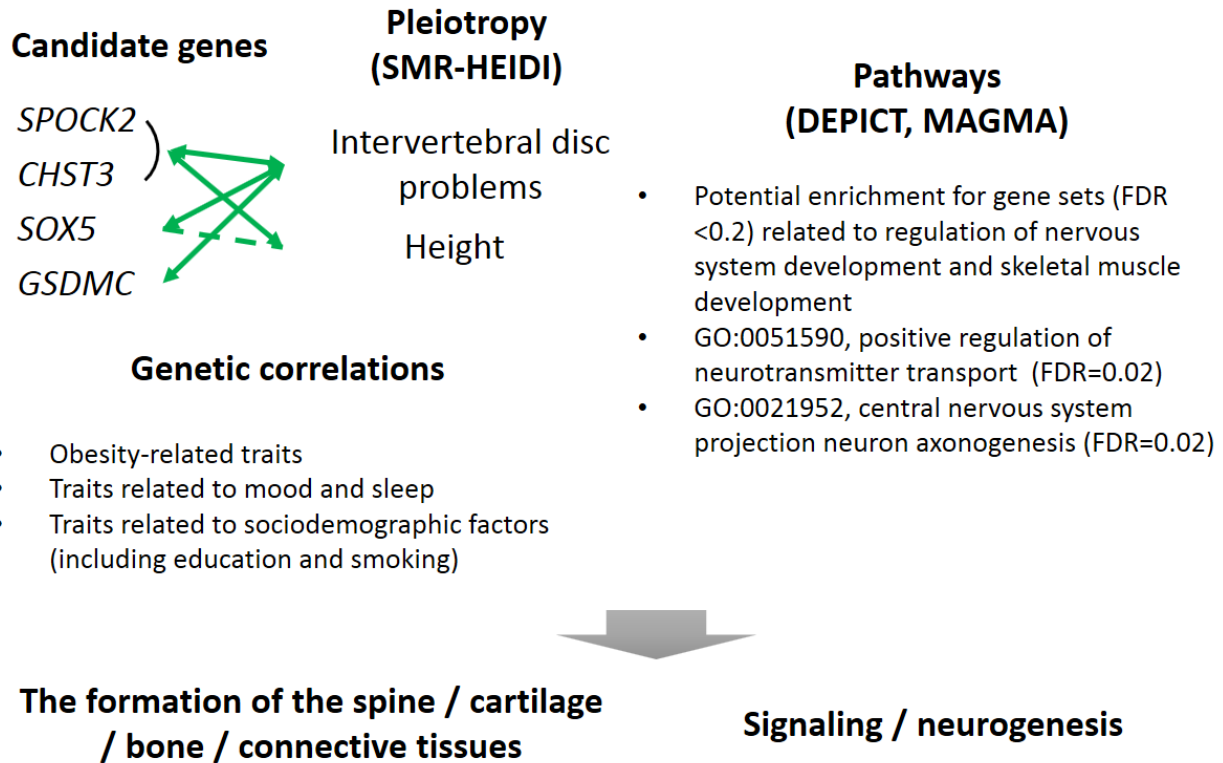 Candidate genes
SPOCK2
CHST3
SOX5
GSDMC
Pleiotropy
(SMR-HEIDI)
Intervertebral disc
problems
Height
Pathways
(DEPICT, MAGMA)
• Potential enrichment for gene sets (FDR
<0.2) related to regulation of nervous
system development and skeletal muscle
development
• GO:0051590, positive regulation of
neurotransmitter transport (FDR=0.02)
• GO:0021952, central nervous system
projection neuron axonogenesis (FDR=0.02)
Genetic correlations
• Obesity-related traits
• Traits related to mood and sleep
• Traits related to sociodemographic factors
(including education and smoking)
The formation of the spine / cartilage
/ bone / connective tissues
Signaling / neurogenesis